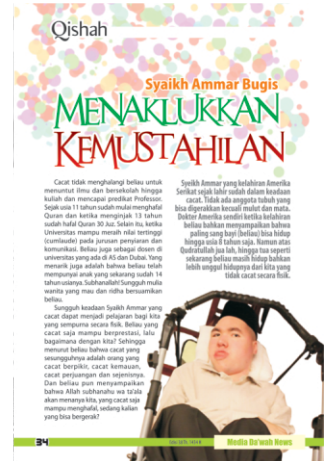 Qishah
Syaikh Ammar Bugis
MENAKLUKKAN
KEMUSTAHILAN
Cacat tidak menghalangi beliau untuk
menuntut ilmu dan bersekolah hingga
kuliah dan mencapai predikat Professor.
Sejak usia 11 tahun sudah mulai menghafal
Quran dan ketika menginjak 13 tahun
sudah hafal Quran 30 Juz. Selain itu, ketika
Universitas mampu meraih nilai tertinggi
(cumlaude) pada jurusan penyiaran dan
komunikasi. Beliau juga sebagai dosen di
universitas yang ada di AS dan Dubai. Yang
menarik juga adalah bahwa beliau telah
mempunyai anak yang sekarang sudah 14
tahun usianya. Subhanallah! Sungguh mulia
wanita yang mau dan ridha bersuamikan
beliau.
Sungguh keadaan Syaikh Ammar yang
cacat dapat menjadi pelajaran bagi kita
yang sempurna secara fisik. Beliau yang
cacat saja mampu berprestasi, lalu
bagaimana dengan kita? Sehingga
menurut beliau bahwa cacat yang
sesungguhnya adalah orang yang
cacat berpikir, cacat kemauan,
cacat perjuangan dan sejenisnya.
Dan beliau pun menyampaikan
bahwa Allah subhanahu wa ta'ala
akan menanya kita, yang cacat saja
mampu menghafal, sedang kalian
yang bisa bergerak?
Syeikh Ammar yang kelahiran Amerika
Serikat sejak lahir sudah dalam keadaan
cacat. Tidak ada anggota tubuh yang
bisa digerakkan kecuali mulut dan mata.
Dokter Amerika sendiri ketika kelahiran
beliau bahkan menyampaikan bahwa
paling sang bayi (beliau) bisa hidup
hingga usia 11 tahun saja. Namun atas
Qudratullah jua lah, hingga tua seperti
sekarang beliau masih hidup bahkan
lebih unggul hidupnya dari kita yang
tidak cacat secara fisik.
34
Media Da'wah News